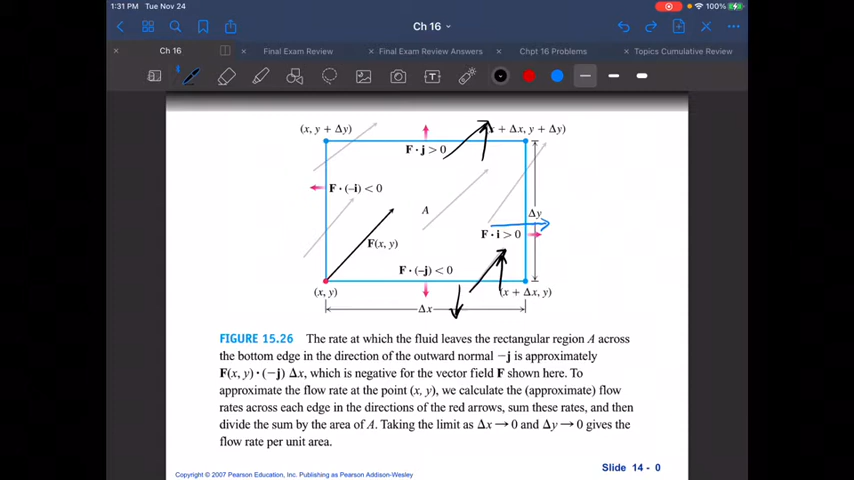 1:31 PM Tue Nov 24
100%
Ch 16
Ch 16
Final Exam Review
Final Exam Review Answers
Chpt 16 Problems
Topics Cumulative Review
(x, y + Δy)
x + Δx, y + Δy)
F · j > 0
F · (–i) < 0
A
Δy
F · i > 0
F(x, y)
F · (–j) < 0
(x, y)
(x + Δx, y)
Δx
FIGURE 15.26 The rate at which the fluid leaves the rectangular region A across
the bottom edge in the direction of the outward normal −j is approximately
F(x, y) · (−j) Δx, which is negative for the vector field F shown here. To
approximate the flow rate at the point (x, y), we calculate the (approximate) flow
rates across each edge in the directions of the red arrows, sum these rates, and then
divide the sum by the area of A. Taking the limit as Δx → 0 and Δy → 0 gives the
flow rate per unit area.
Slide 14 - 0
Copyright © 2007 Pearson Education, Inc. Publishing as Pearson Addison-Wesley